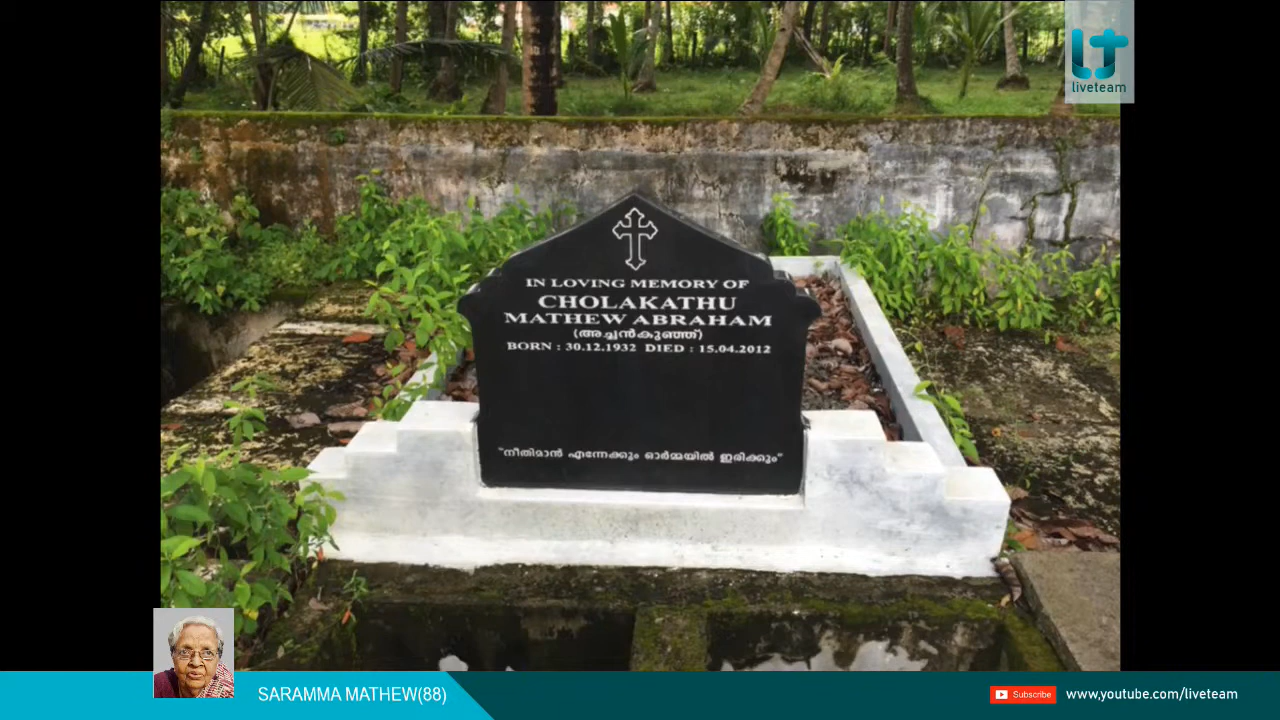 LT
liveteam
IN LOVING MEMORY OF
CHOLAKATHU
MATHEW ABRAHAM
(അച്ചൻകുഞ്ഞ്)
BORN : 30.12.1932 DIED : 15.04.2012
"നീതിമാൻ എന്നേക്കും ഓർമ്മയിൽ ഇരിക്കും"
SARAMMA MATHEW(88)
Subscribe
www.youtube.com/liveteam